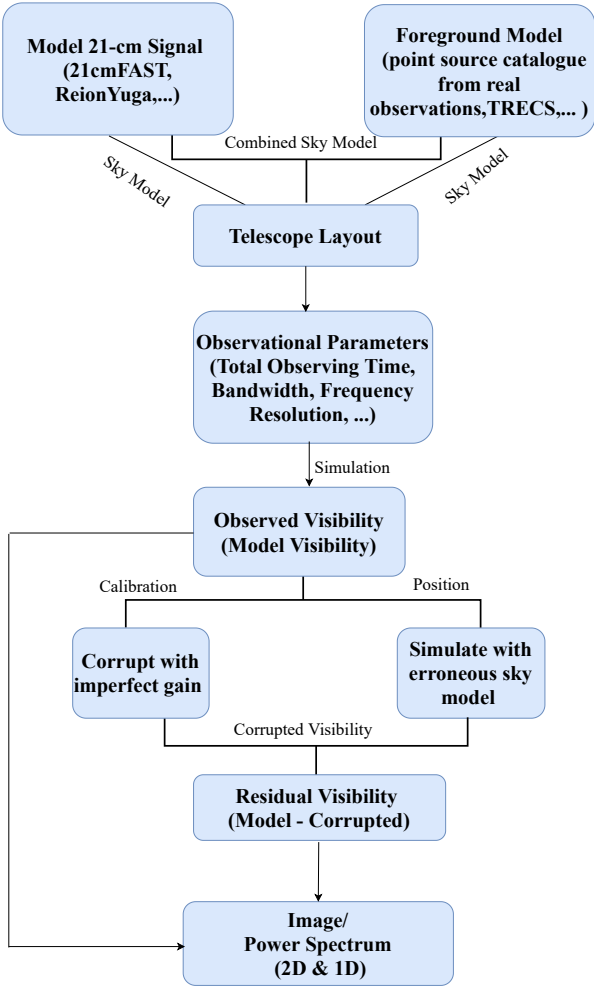 Model 21-cm Signal
(21cmFAST,
ReionYuga,...)
Foreground Model
(point source catalogue
from real
observations,TRECS,... )
Combined Sky Model
Sky Model
Sky Model
Telescope Layout
Observational Parameters
(Total Observing Time,
Bandwidth, Frequency
Resolution, ...)
Simulation
Observed Visibility
(Model Visibility)
Calibration
Position
Corrupt with
imperfect gain
Simulate with
erroneous sky
model
Corrupted Visibility
Residual Visibility
(Model - Corrupted)
Image/
Power Spectrum
(2D & 1D)